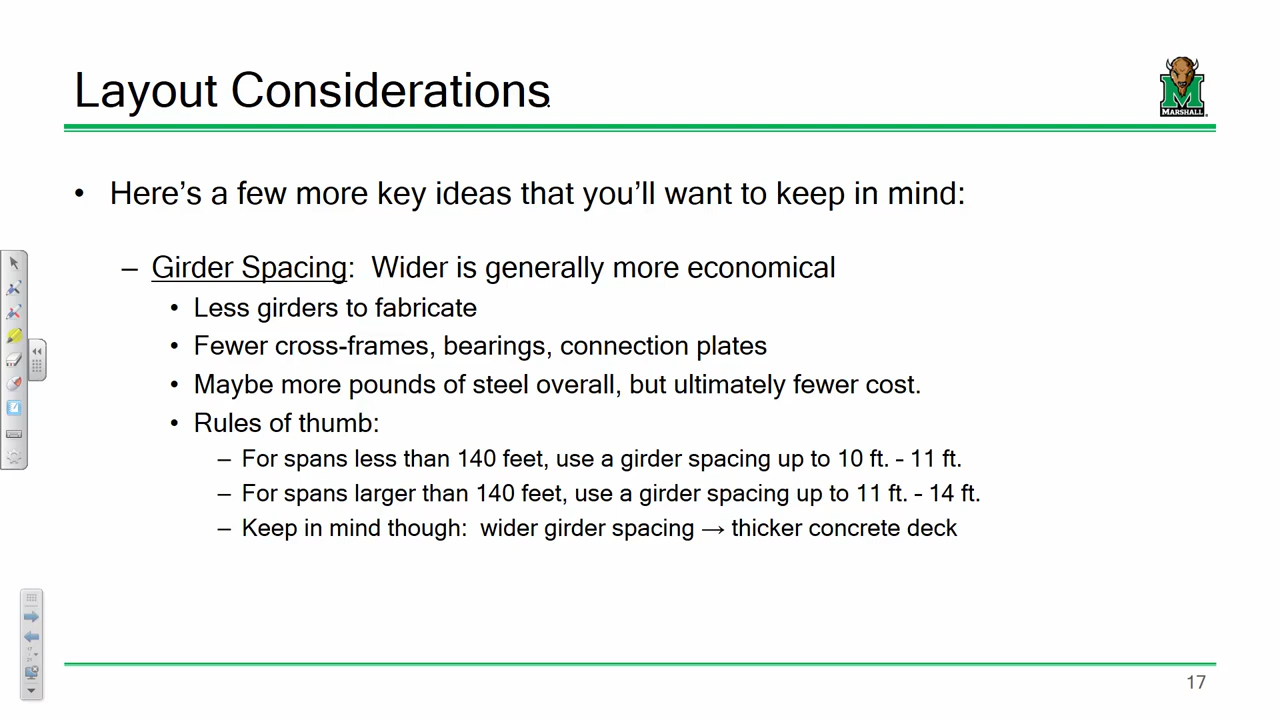 Layout Considerations
MARSHALL
• Here's a few more key ideas that you'll want to keep in mind:
– Girder Spacing: Wider is generally more economical
• Less girders to fabricate
• Fewer cross-frames, bearings, connection plates
• Maybe more pounds of steel overall, but ultimately fewer cost.
• Rules of thumb:
– For spans less than 140 feet, use a girder spacing up to 10 ft. - 11 ft.
– For spans larger than 140 feet, use a girder spacing up to 11 ft. - 14 ft.
– Keep in mind though: wider girder spacing → thicker concrete deck
17